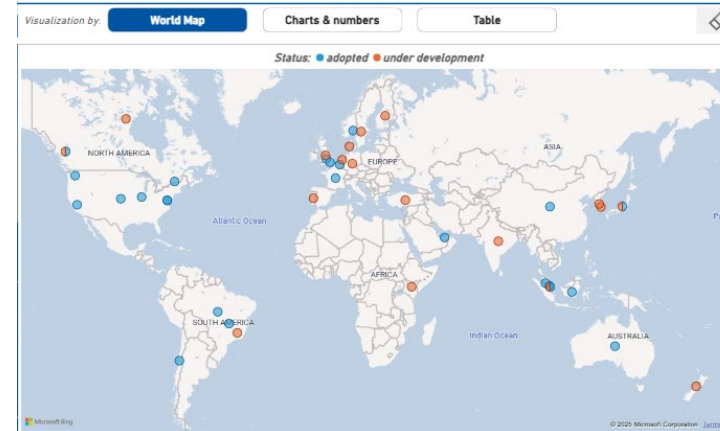 Visualization by: World Map Charts & numbers Table
Status: adopted under development
NORTH AMERICA
EUROPE
ASIA
Atlantic Ocean
AFRICA
SOUTH AMERICA
Indian Ocean
AUSTRALIA
Microsoft Bing
© 2025 Microsoft Corporation